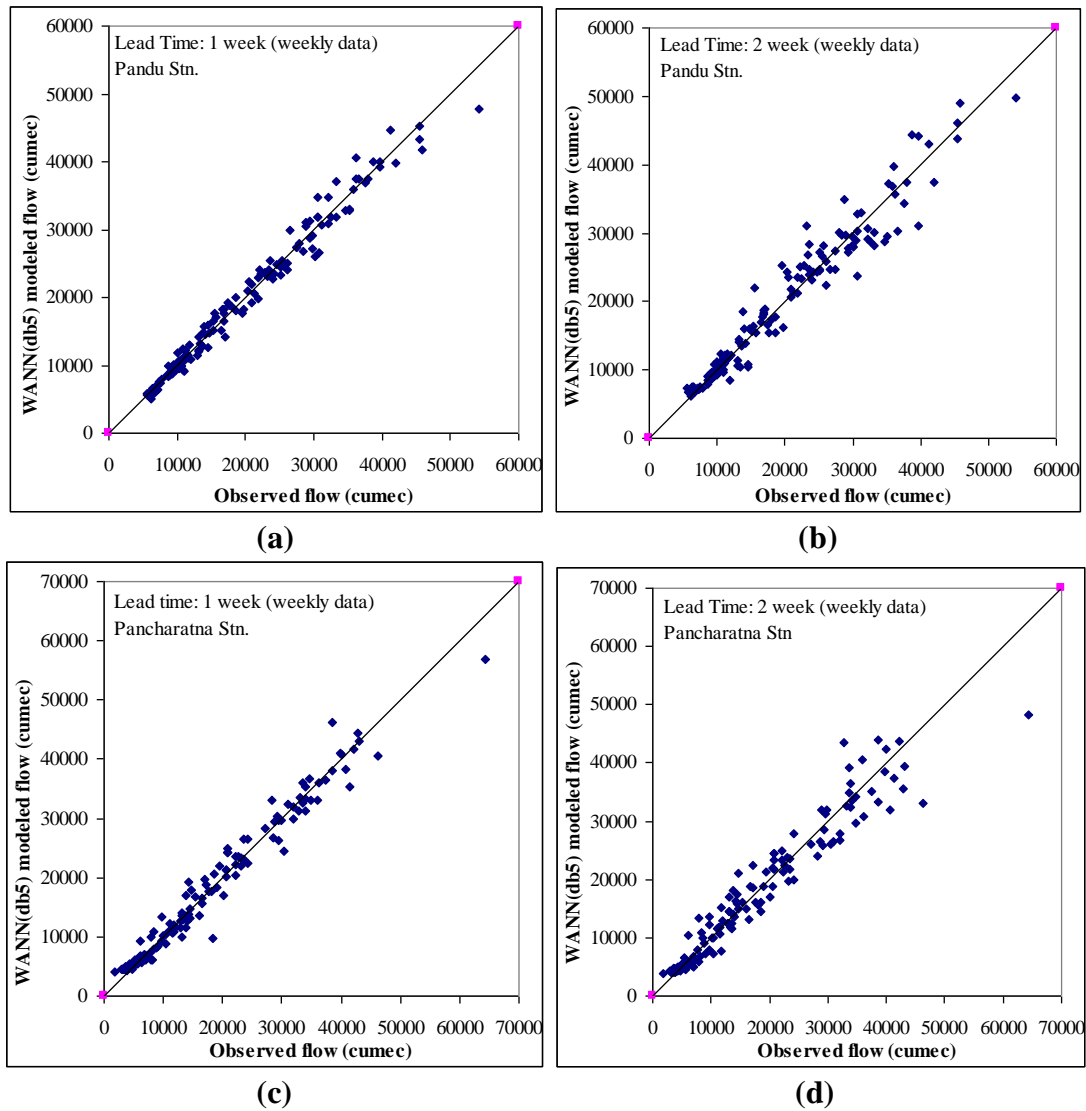 60000
50000
40000
30000
20000
10000
0
WANN(db5) modeled flow (cumec)
Lead Time: 1 week (weekly data)
Pandu Stn.
0 10000 20000 30000 40000 50000 60000
Observed flow (cumec)
(a)
60000
50000
40000
30000
20000
10000
0
WANN(db5) modeled flow (cumec)
Lead Time: 2 week (weekly data)
Pandu Stn.
0 10000 20000 30000 40000 50000 60000
Observed flow (cumec)
(b)
70000
60000
50000
40000
30000
20000
10000
0
WANN(db5) modeled flow (cumec)
Lead time: 1 week (weekly data)
Pancharatna Stn.
0 10000 20000 30000 40000 50000 60000 70000
Observed flow (cumec)
(c)
70000
60000
50000
40000
30000
20000
10000
0
WANN(db5) modeled flow (cumec)
Lead Time: 2 week (weekly data)
Pancharatna Stn
0 10000 20000 30000 40000 50000 60000 70000
Observed flow (cumec)
(d)